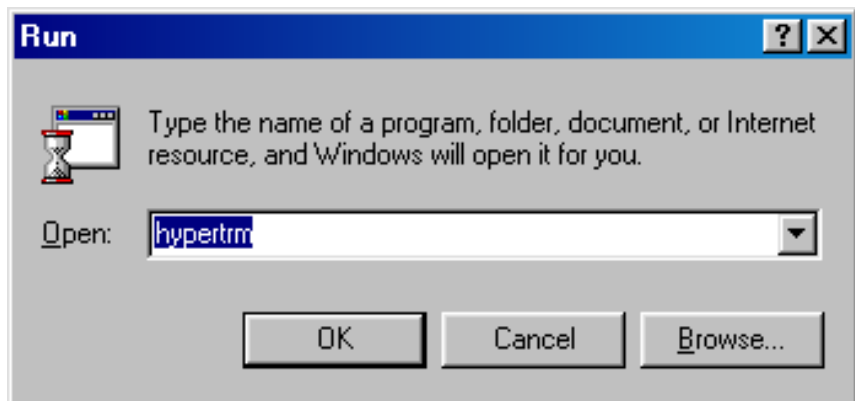 Run
Type the name of a program, folder, document, or Internet
resource, and Windows will open it for you.
Open: hypertrm
OK Cancel Browse...